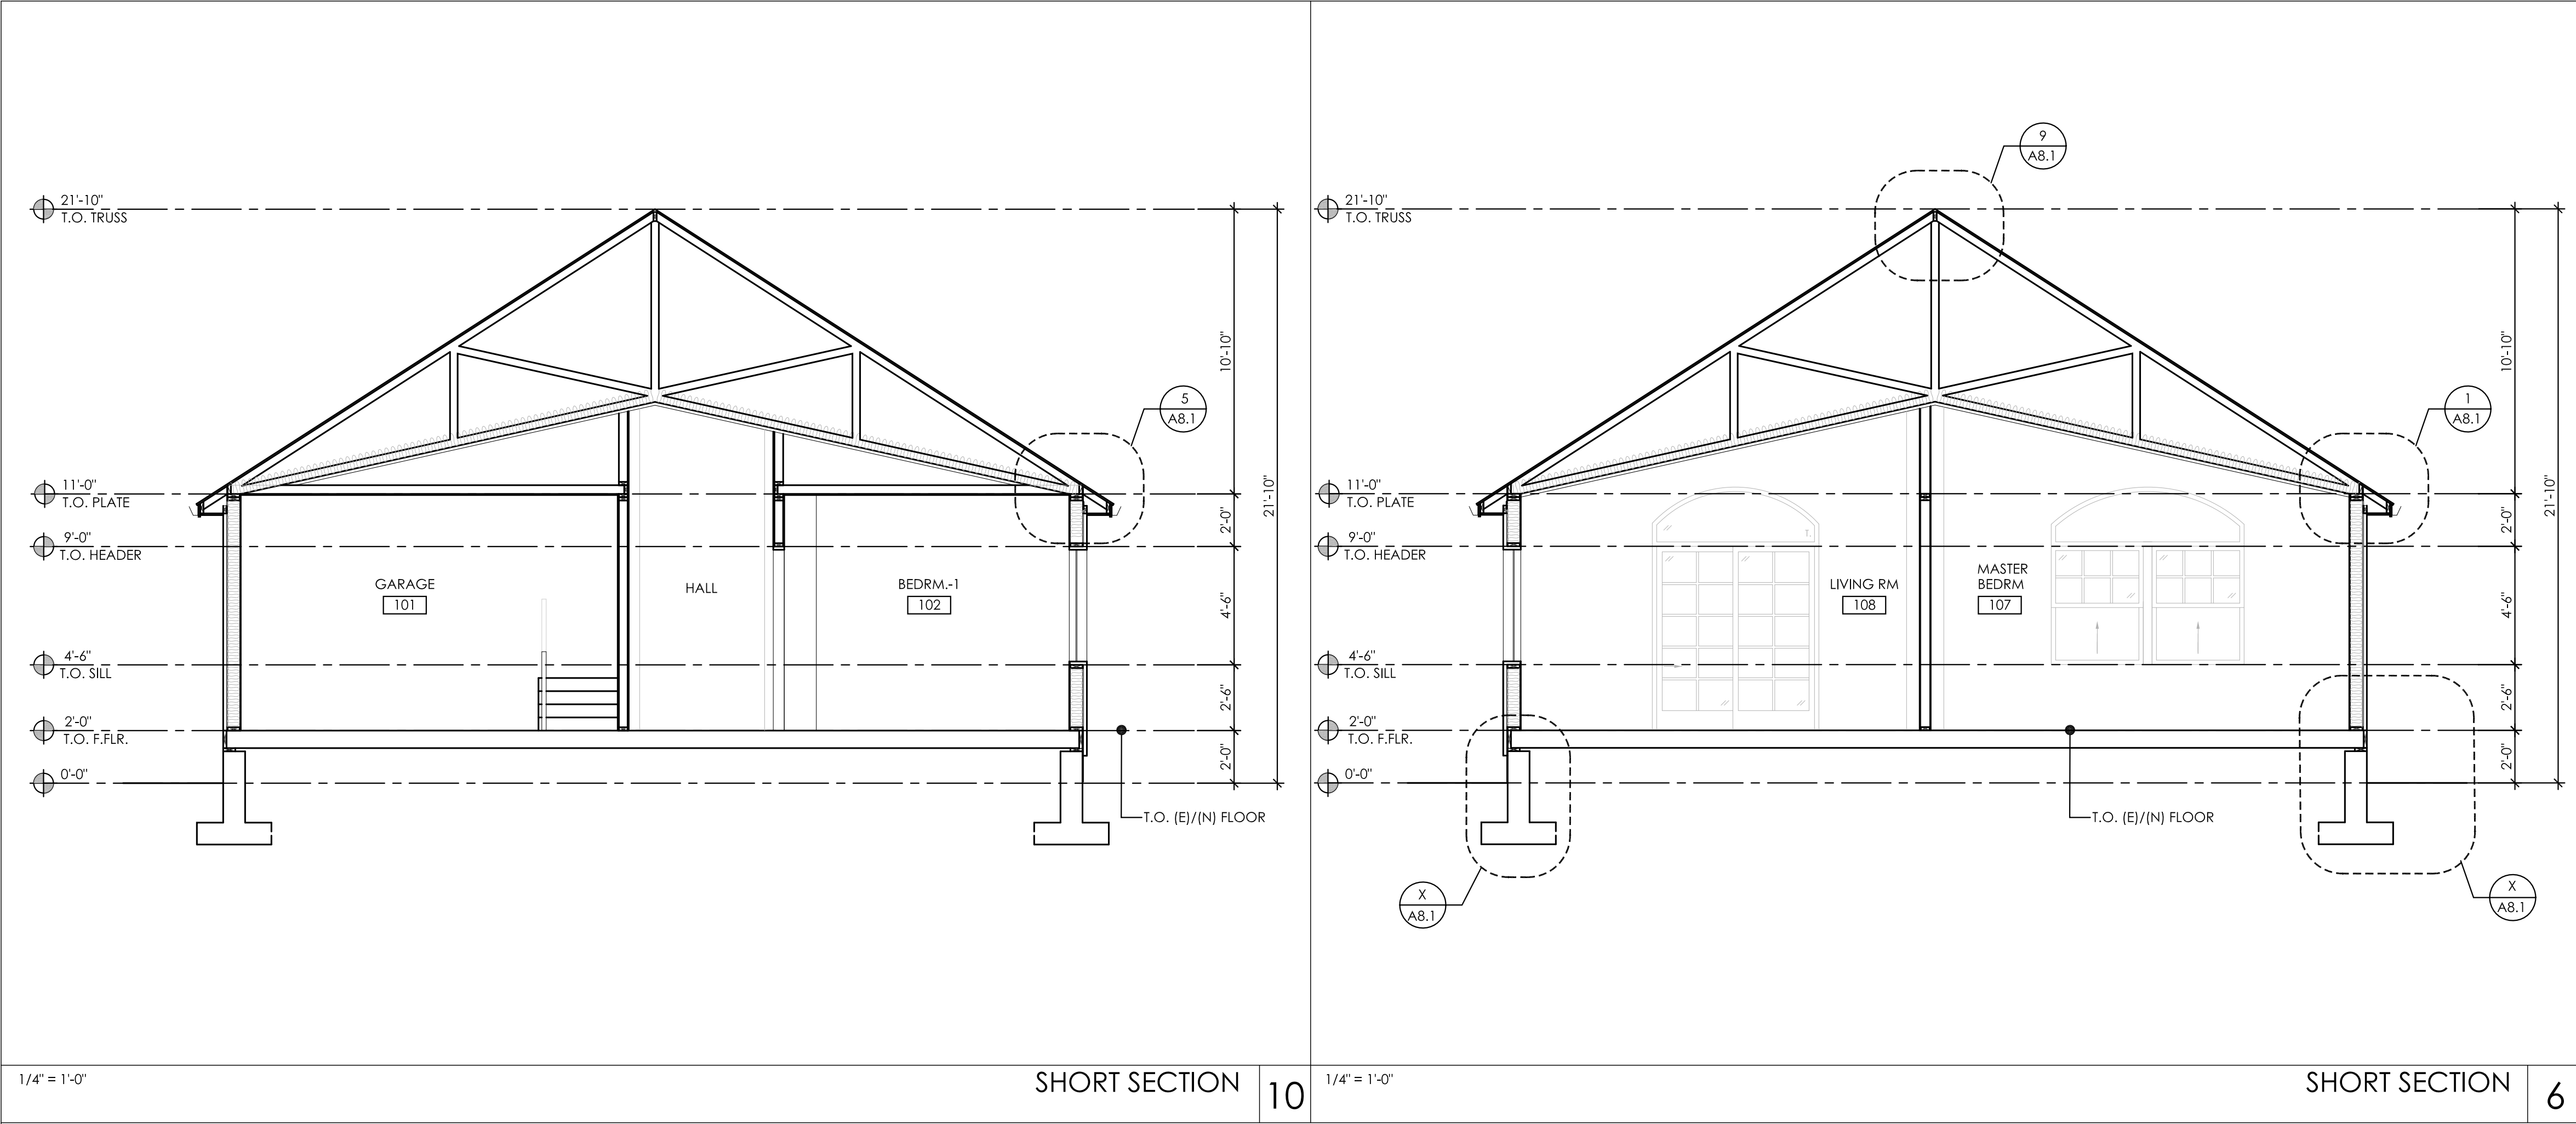 21'-10"
T.O. TRUSS
11'-0"
T.O. PLATE
9'-0"
T.O. HEADER
4'-6"
T.O. SILL
2'-0"
T.O. F.FLR.
0'-0"
GARAGE
101
HALL
BEDRM.-1
102
5
A8.1
10'-10"
2'-0"
4'-6"
2'-6"
2'-0"
21'-10"
T.O. (E)/(N) FLOOR
1/4" = 1'-0"
SHORT SECTION
10
21'-10"
T.O. TRUSS
11'-0"
T.O. PLATE
9'-0"
T.O. HEADER
4'-6"
T.O. SILL
2'-0"
T.O. F.FLR.
0'-0"
9
A8.1
1
A8.1
LIVING RM
108
MASTER
BEDRM
107
10'-10"
2'-0"
4'-6"
2'-6"
2'-0"
21'-10"
T.O. (E)/(N) FLOOR
X
A8.1
X
A8.1
1/4" = 1'-0"
SHORT SECTION
6